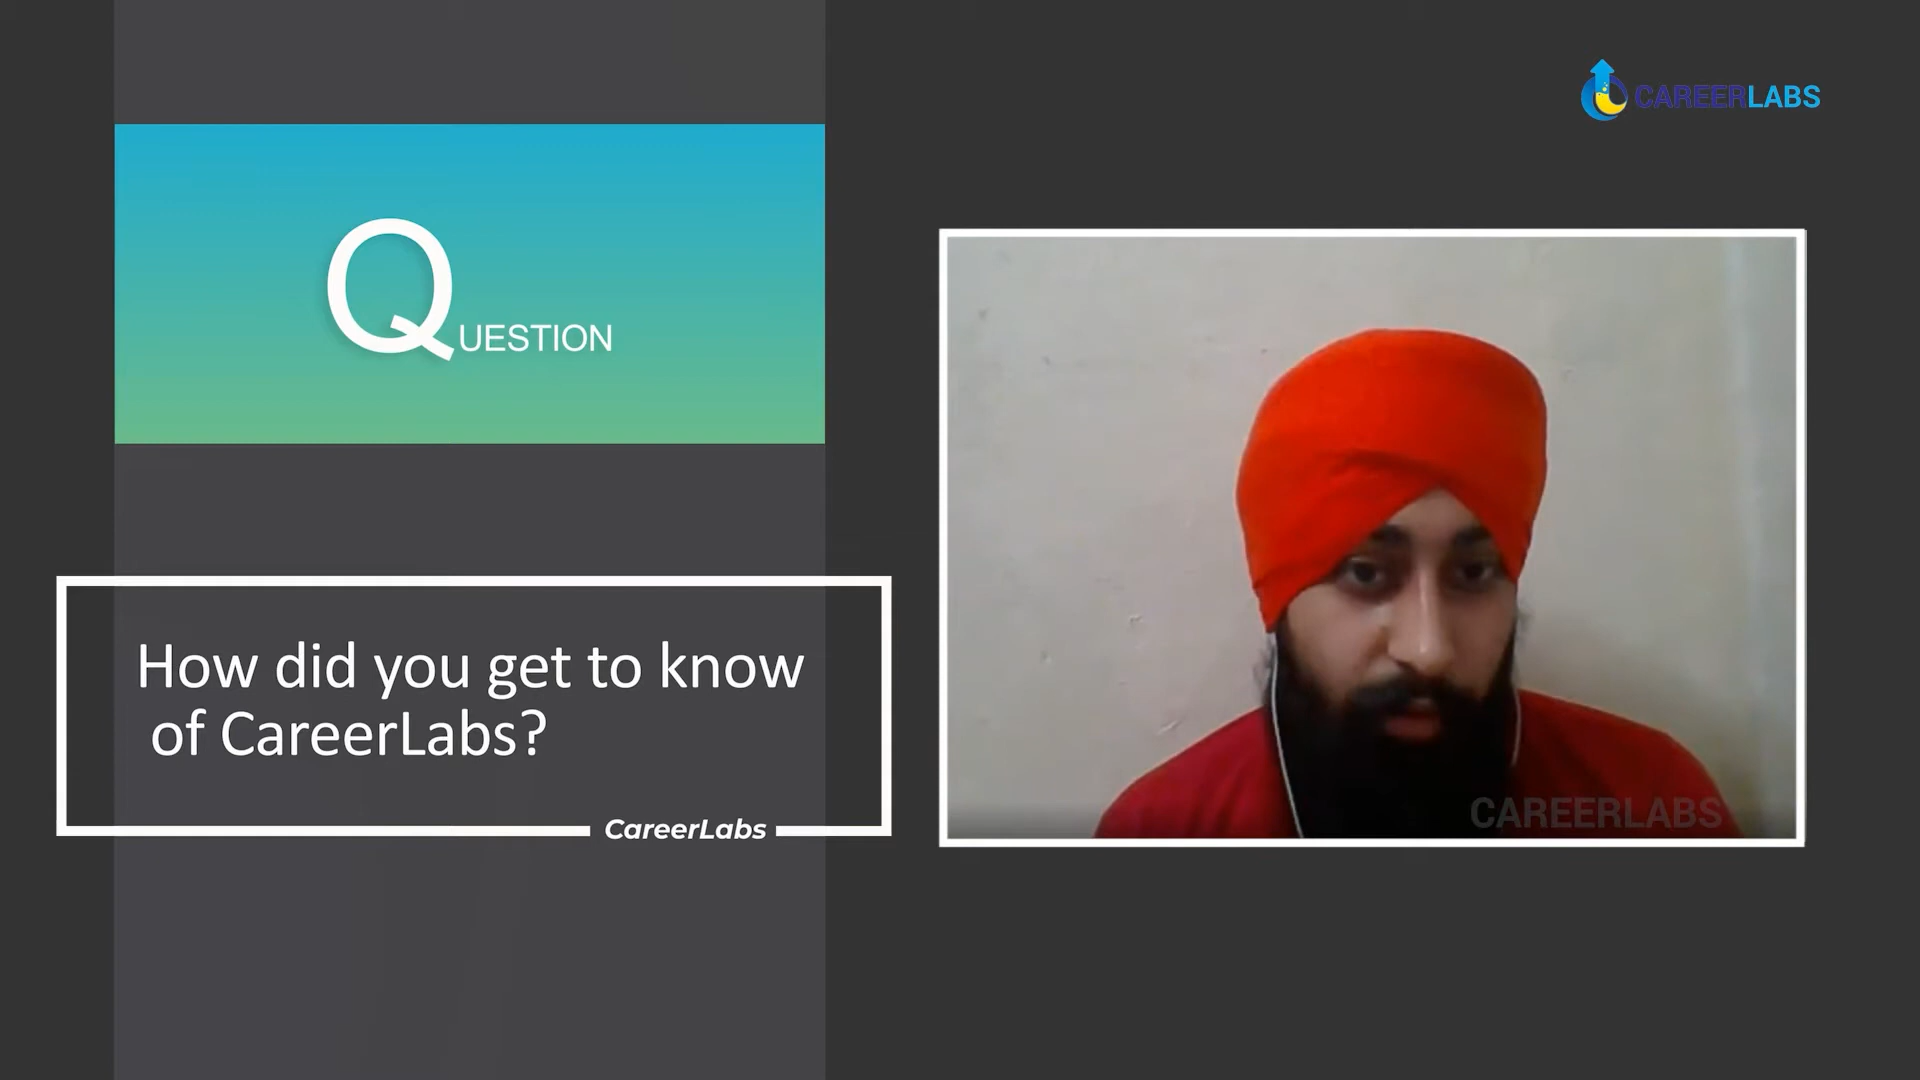 CAREERLABS
QUESTION
How did you get to know
of CareerLabs?
CareerLabs
CAREERLABS